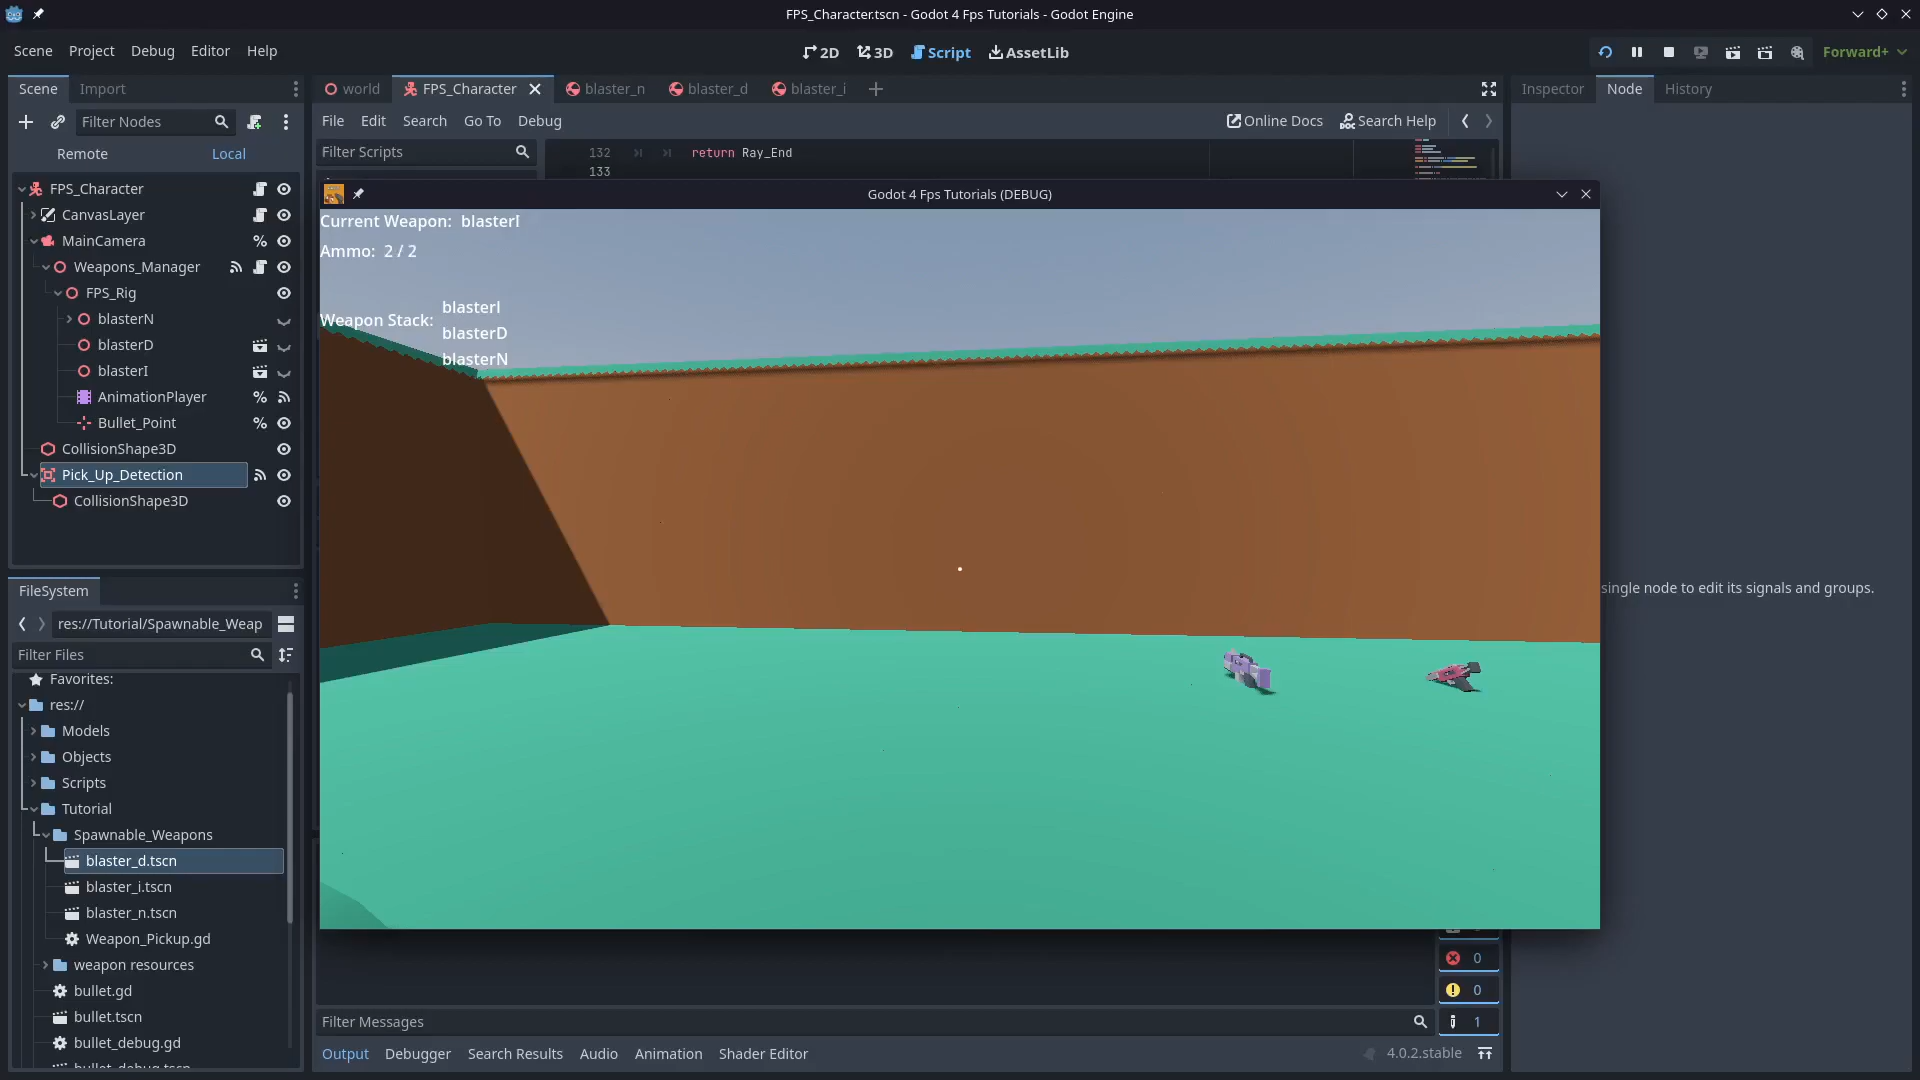 FPS_Character.tscn - Godot 4 Fps Tutorials - Godot Engine
Scene Project Debug Editor Help
2D 3D Script AssetLib
Forward+
Scene Import
world FPS_Character blaster_n blaster_d blaster_i
Inspector Node History
Filter Nodes
File Edit Search Go To Debug
Online Docs Search Help
Remote Local
Filter Scripts
132 return Ray_End
133
FPS_Character
CanvasLayer
MainCamera
Weapons_Manager
FPS_Rig
blasterN
blasterD
blasterI
AnimationPlayer
Bullet_Point
CollisionShape3D
Pick_Up_Detection
CollisionShape3D
Godot 4 Fps Tutorials (DEBUG)
Current Weapon: blasterI
Ammo: 2 / 2
Weapon Stack:
blasterI
blasterD
blasterN
single node to edit its signals and groups.
FileSystem
res://Tutorial/Spawnable_Weap
Filter Files
Favorites:
res://
Models
Objects
Scripts
Tutorial
Spawnable_Weapons
blaster_d.tscn
blaster_i.tscn
blaster_n.tscn
Weapon_Pickup.gd
weapon resources
bullet.gd
bullet.tscn
bullet_debug.gd
bullet_debug.tscn
0
0
1
Filter Messages
Output Debugger Search Results Audio Animation Shader Editor
4.0.2.stable